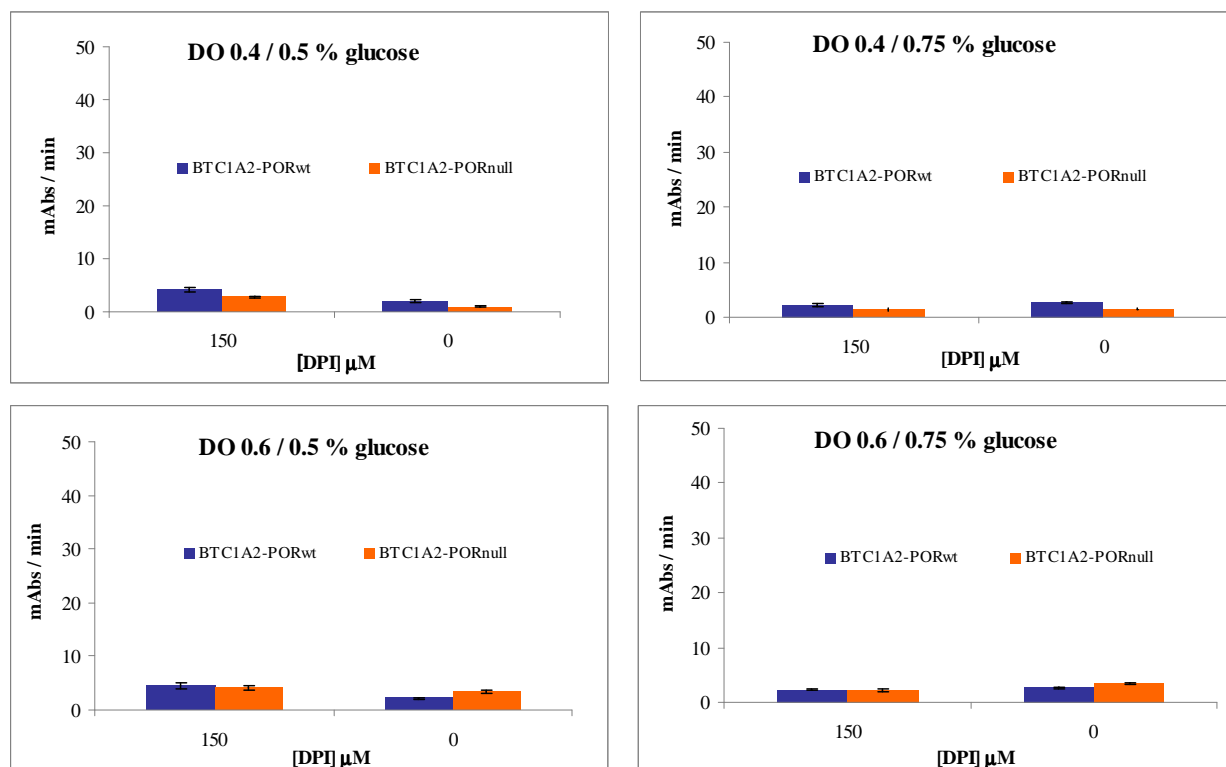 DO 0.4 / 0.5 % glucose
50
40
30
20
10
0
mAbs / min
BTC1A2-PORwt BTC1A2-PORnull
150 0
[DPI] µM
DO 0.4 / 0.75 % glucose
50
40
30
20
10
0
mAbs / min
BTC1A2-PORwt BTC1A2-PORnull
150 0
[DPI] µM
DO 0.6 / 0.5 % glucose
50
40
30
20
10
0
mAbs / min
BTC1A2-PORwt BTC1A2-PORnull
150 0
[DPI] µM
DO 0.6 / 0.75 % glucose
50
40
30
20
10
0
mAbs / min
BTC1A2-PORwt BTC1A2-PORnull
150 0
[DPI] µM